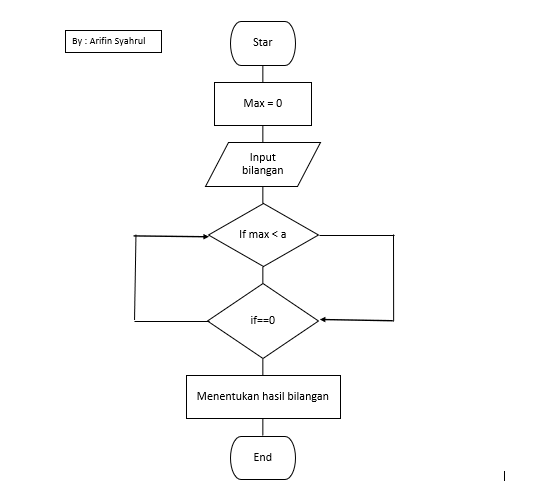 By : Arifin Syahrul
Star
Max = 0
Input
bilangan
If max < a
if==0
Menentukan hasil bilangan
End